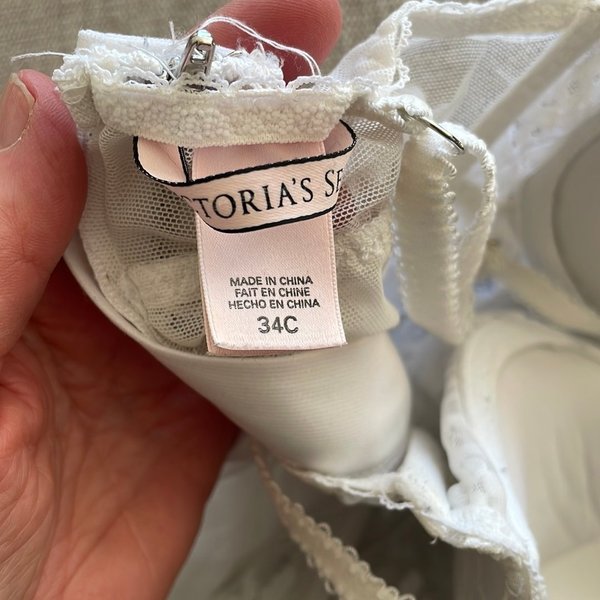 TORIA'S SE
MADE IN CHINA
FAIT EN CHINE
HECHO EN CHINA
34C